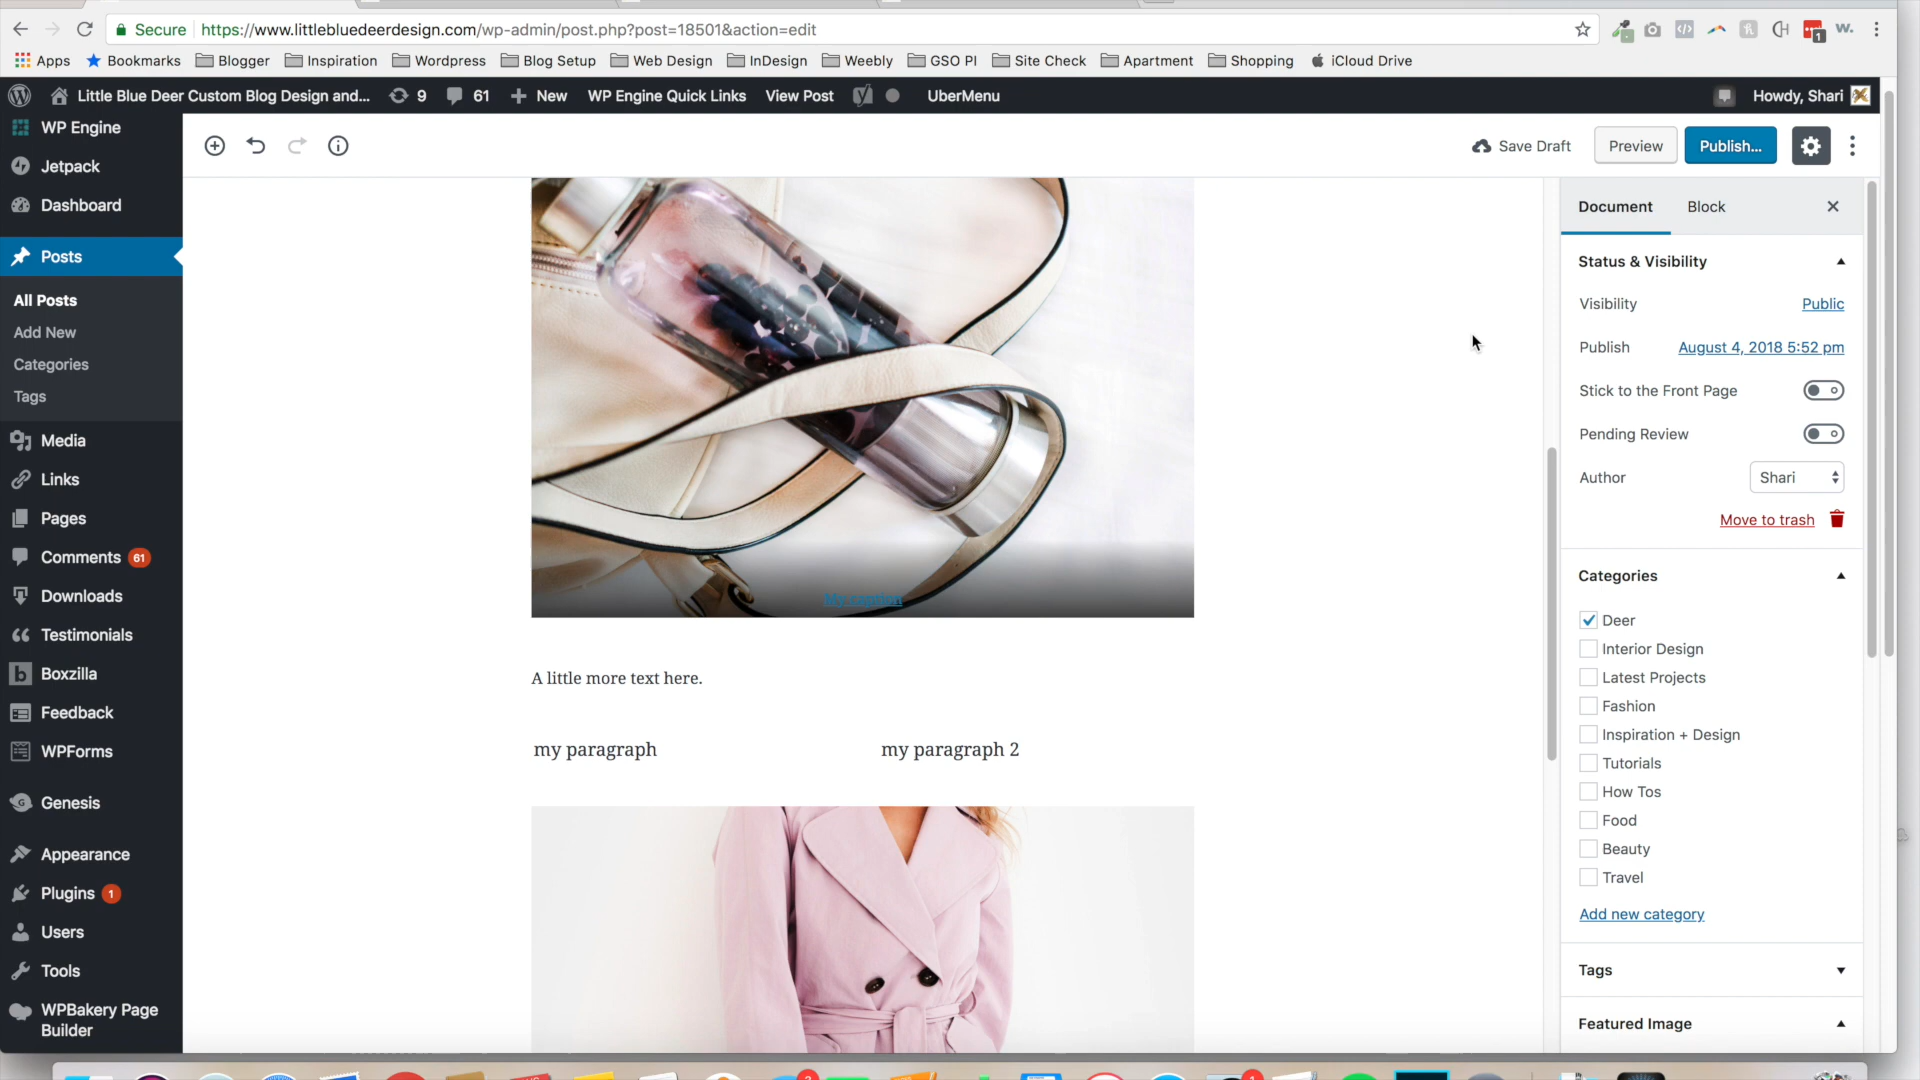 Secure https://www.littlebluedeerdesign.com/wp-admin/post.php?post=18501&action=edit
1
W.
Apps Bookmarks Blogger Inspiration Wordpress Blog Setup Web Design InDesign Weebly GSO PI Site Check Apartment Shopping iCloud Drive
Little Blue Deer Custom Blog Design and... 9 61 New WP Engine Quick Links View Post UberMenu Howdy, Shari
WP Engine
Jetpack
Dashboard
Posts
All Posts
Add New
Categories
Tags
Media
Links
Pages
Comments 61
Downloads
Testimonials
Boxzilla
Feedback
WPForms
Genesis
Appearance
Plugins 1
Users
Tools
WPBakery Page
Builder
Save Draft Preview Publish...
My caption
A little more text here.
my paragraph my paragraph 2
Document Block
Status & Visibility
Visibility Public
Publish August 4, 2018 5:52 pm
Stick to the Front Page
Pending Review
Author Shari
Move to trash
Categories
Deer
Interior Design
Latest Projects
Fashion
Inspiration + Design
Tutorials
How Tos
Food
Beauty
Travel
Add new category
Tags
Featured Image